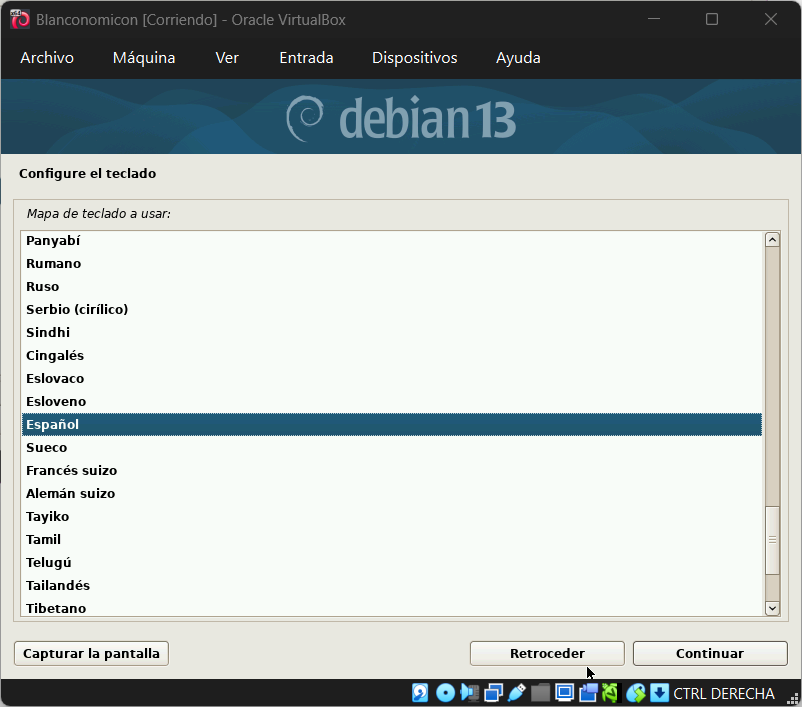 Blanconomicon [Corriendo] - Oracle VirtualBox
Archivo Máquina Ver Entrada Dispositivos Ayuda
debian 13
Configure el teclado
Mapa de teclado a usar:
Panyabí
Rumano
Ruso
Serbio (cirílico)
Sindhi
Cingalés
Eslovaco
Esloveno
Español
Sueco
Francés suizo
Alemán suizo
Tayiko
Tamil
Telugú
Tailandés
Tibetano
Capturar la pantalla Retroceder Continuar
CTRL DERECHA